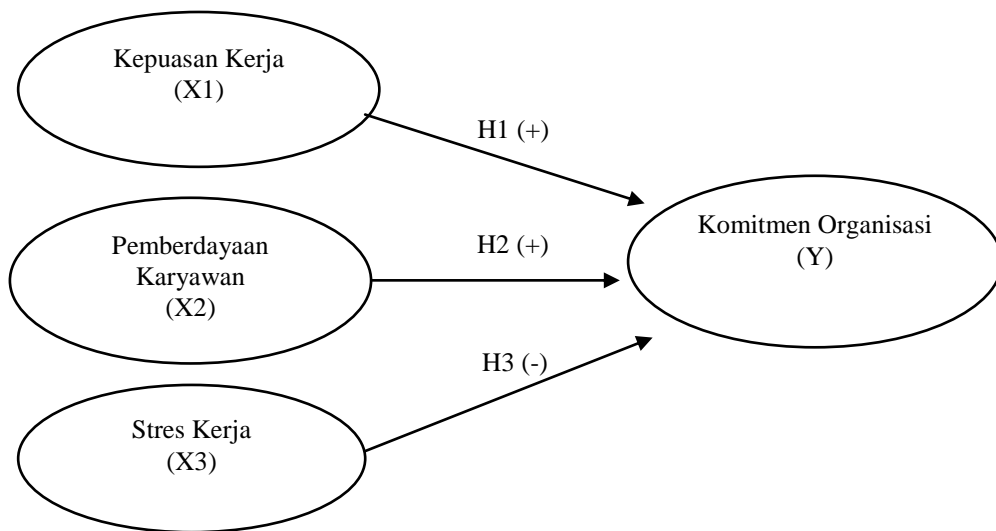 Kepuasan Kerja
(X1)
H1 (+)
Pemberdayaan
Karyawan
(X2)
H2 (+)
Komitmen Organisasi
(Y)
H3 (-)
Stres Kerja
(X3)